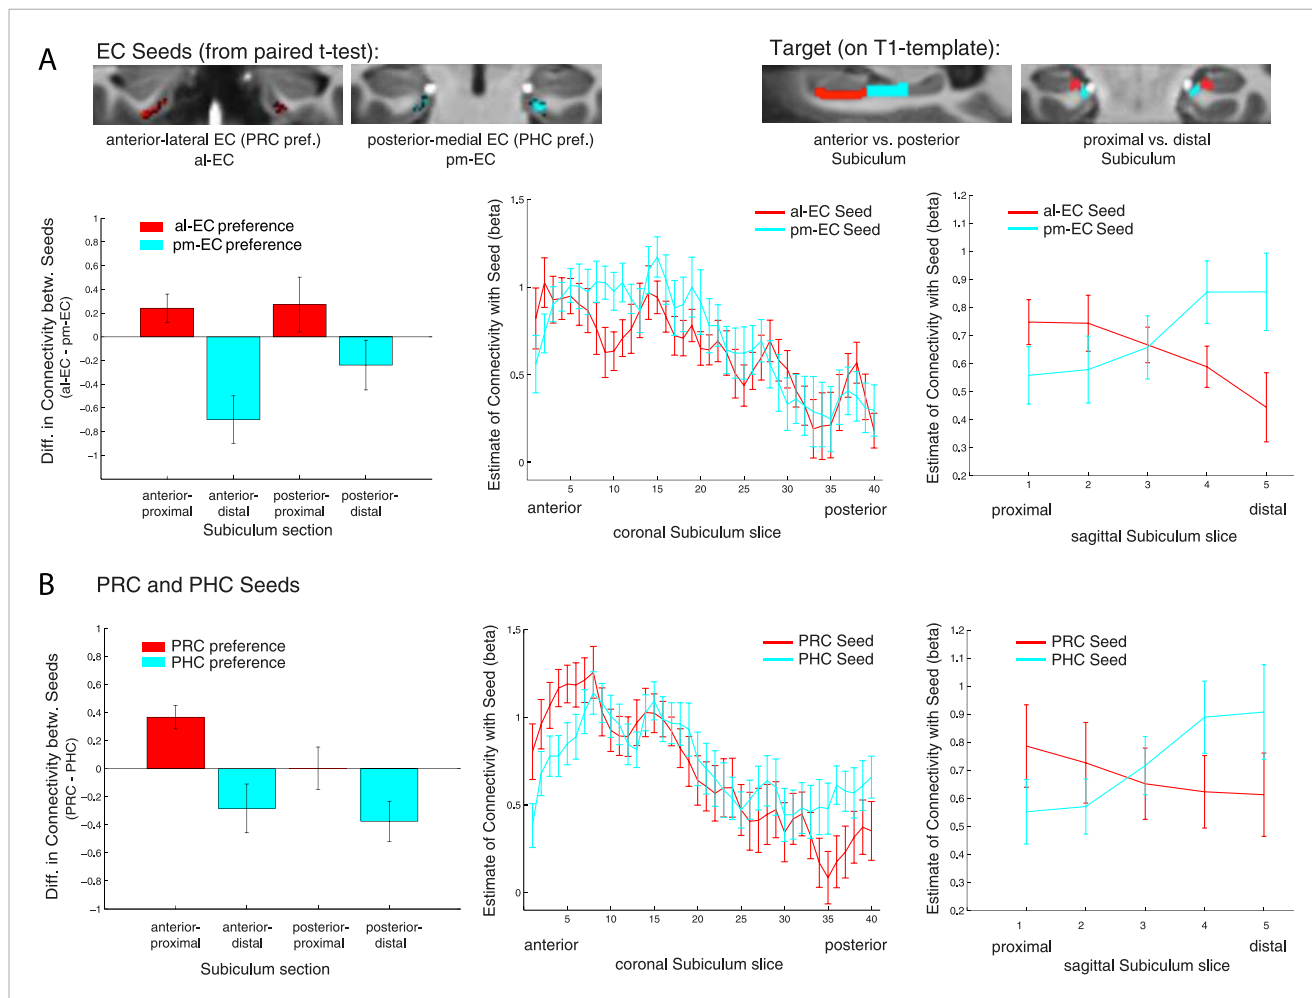 A
EC Seeds (from paired t-test):
Target (on T1-template):
anterior-lateral EC (PRC pref.)
al-EC
posterior-medial EC (PHC pref.)
pm-EC
anterior vs. posterior
Subiculum
proximal vs. distal
Subiculum
Diff. in Connectivity betw. Seeds
(al-EC - pm-EC)
1
0.8
0.6
0.4
0.2
0
-0.2
-0.4
-0.6
-0.8
-1
al-EC preference
pm-EC preference
anterior-
proximal
anterior-
distal
posterior-
proximal
posterior-
distal
Subiculum section
Estimate of Connectivity with Seed (beta)
1.5
1
0.5
0
al-EC Seed
pm-EC Seed
5 10 15 20 25 30 35 40
anterior posterior
coronal Subiculum slice
Estimate of Connectivity with Seed (beta)
1.2
1
0.9
0.8
0.7
0.6
0.5
0.4
0.3
0.2
al-EC Seed
pm-EC Seed
1 2 3 4 5
proximal distal
sagittal Subiculum slice
B
PRC and PHC Seeds
Diff. in Connectivity betw. Seeds
(PRC - PHC)
1
0.8
0.6
0.4
0.2
0
-0.2
-0.4
-0.6
-0.8
-1
PRC preference
PHC preference
anterior-
proximal
anterior-
distal
posterior-
proximal
posterior-
distal
Subiculum section
Estimate of Connectivity with Seed (beta)
1.5
1
0.5
0
PRC Seed
PHC Seed
5 10 15 20 25 30 35 40
anterior posterior
coronal Subiculum slice
Estimate of Connectivity with Seed (beta)
1.2
1
0.9
0.8
0.7
0.6
0.5
0.4
0.3
0.2
PRC Seed
PHC Seed
1 2 3 4 5
proximal distal
sagittal Subiculum slice